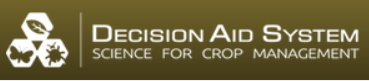 DECISION AID SYSTEM
SCIENCE FOR CROP MANAGEMENT